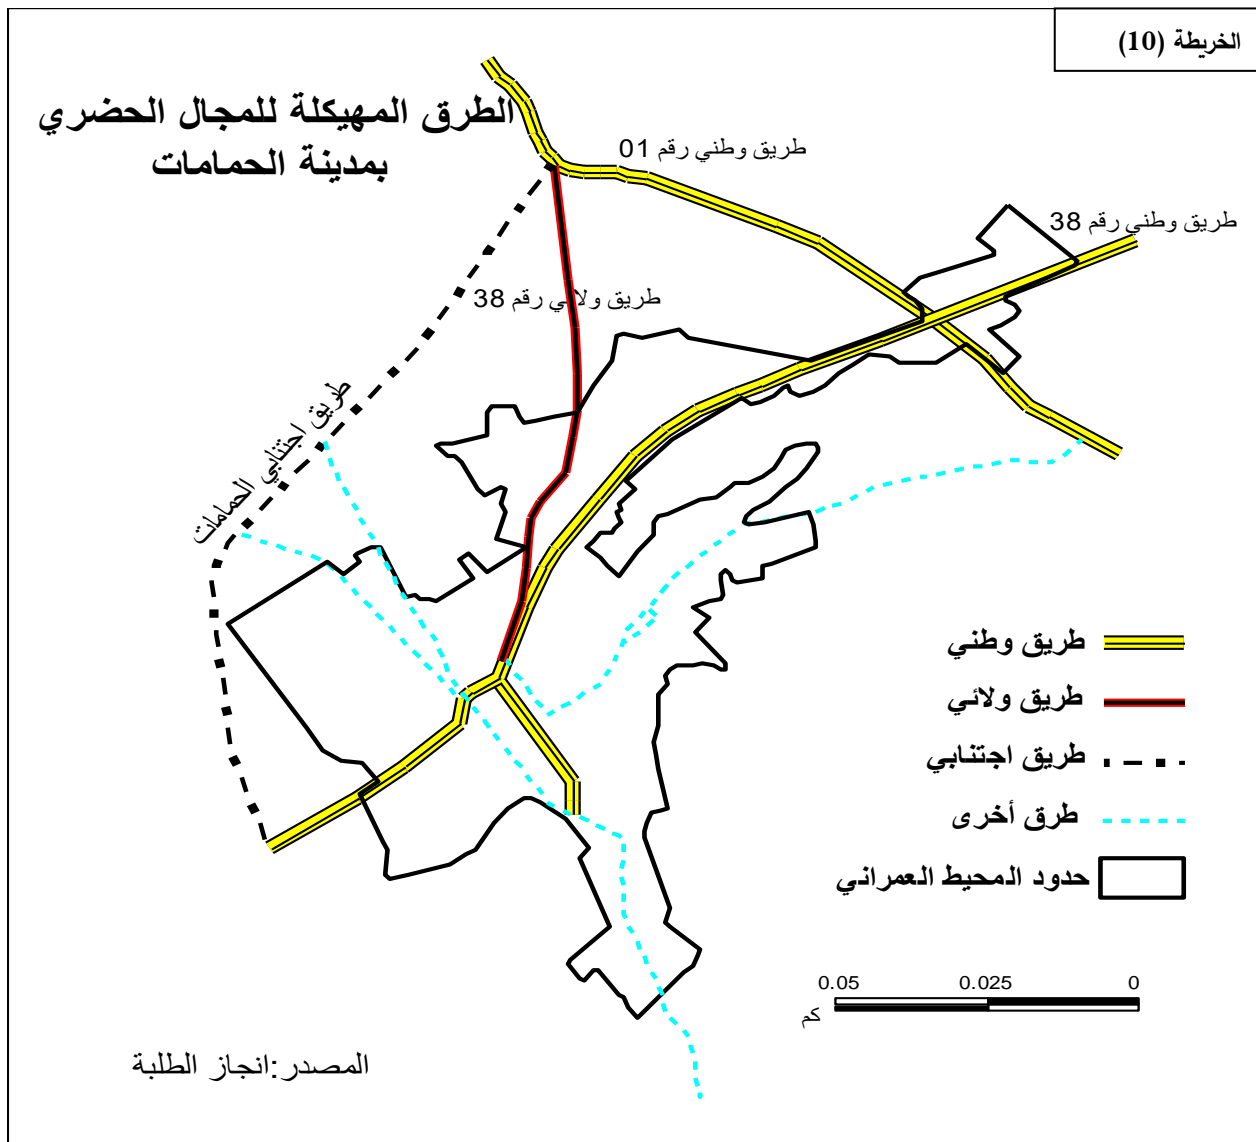 الخريطة (10)
الطرق المهيكلة للمجال الحضري
بمدينة الحمامات
طريق وطني رقم 01
طريق وطني رقم 38
طريق ولائي رقم 38
طريق اجتنابي الحمامات
طريق وطني
طريق ولائي
طريق اجتنابي
طرق أخرى
حدود المحيط العمراني
0.05 0.025 0
كم
المصدر:انجاز الطلبة